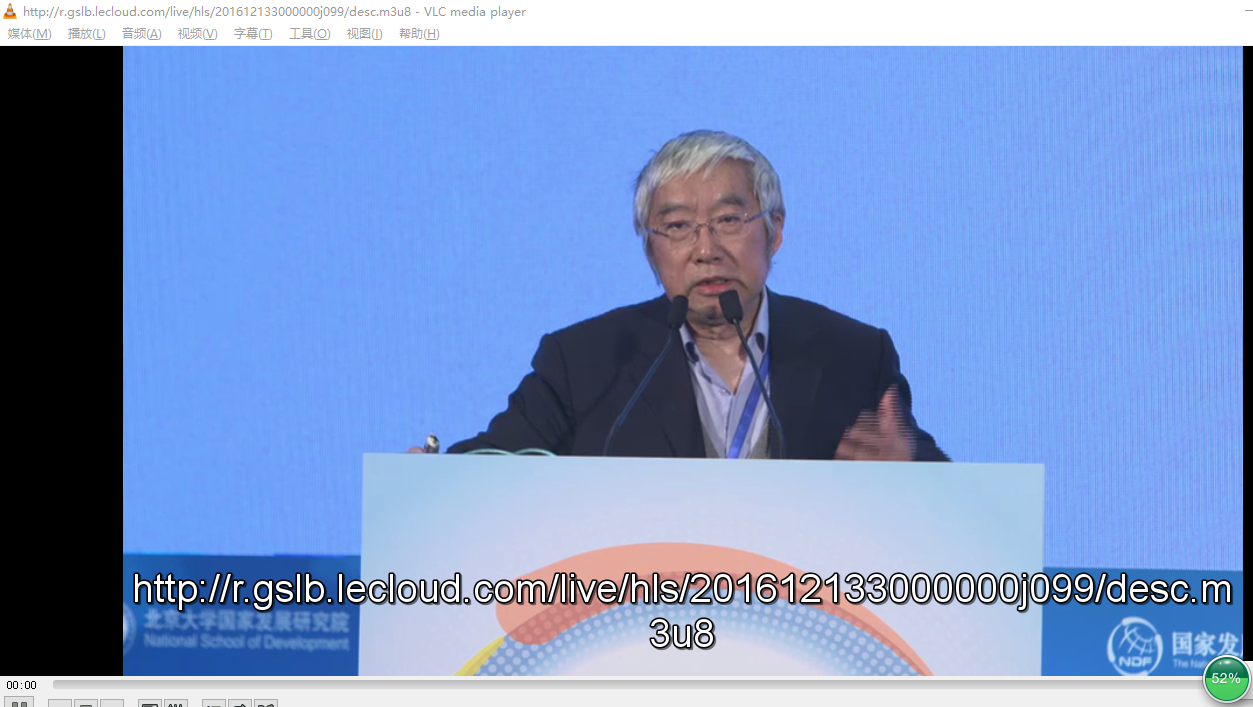 http://r.gslb.lecloud.com/live/hls/201612133000000j099/desc.m3u8 - VLC media player
媒体(M) 播放(L) 音频(A) 视频(V) 字幕(T) 工具(O) 视图(I) 帮助(H)
http://r.gslb.lecloud.com/live/hls/201612133000000j099/desc.m
3u8
北京大学国家发展研究院
National School of Development
NDF
国家发
The Na
00:00
52%